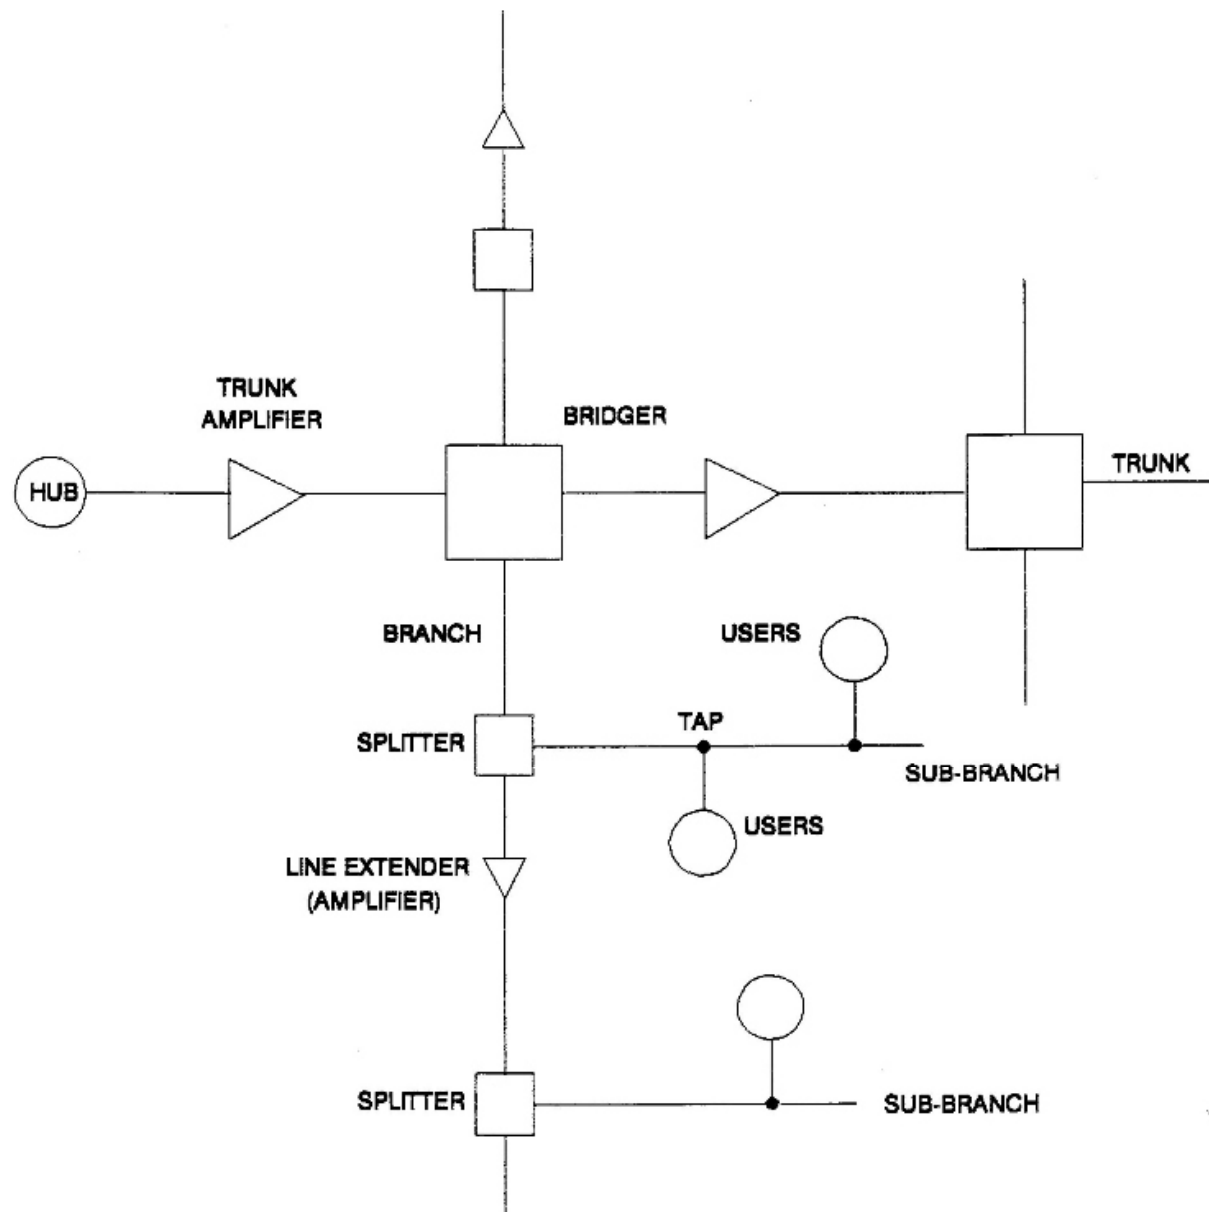 TRUNK
AMPLIFIER
BRIDGER
TRUNK
HUB
BRANCH
USERS
SPLITTER
TAP
SUB-BRANCH
USERS
LINE EXTENDER
(AMPLIFIER)
SPLITTER
SUB-BRANCH